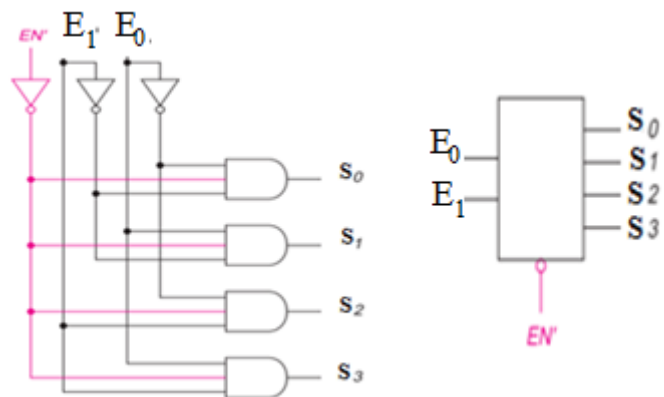 EN' E₁' E₀.
S₀
S₁
S₂
S₃
E₀
E₁
S₀
S₁
S₂
S₃
EN'